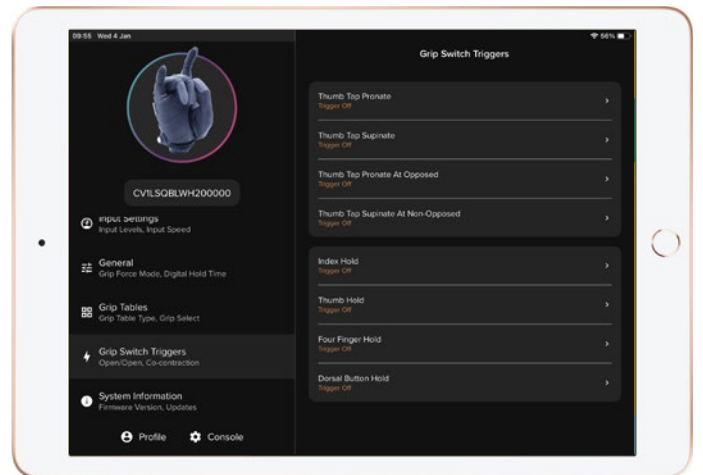 09:55 Wed 4 Jan
56%
CV1LSQBLWH200000
Input Settings
Input Levels, Input Speed
General
Grip Force Mode, Digital Hold Time
Grip Tables
Grip Table Type, Grip Select
Grip Switch Triggers
Open/Open, Co-contraction
System Information
Firmware Version, Updates
Profile
Console
Grip Switch Triggers
Thumb Tap Pronate
Trigger Off
Thumb Tap Supinate
Trigger Off
Thumb Tap Pronate At Opposed
Trigger Off
Thumb Tap Supinate At Non-Opposed
Trigger Off
Index Hold
Trigger Off
Thumb Hold
Trigger Off
Four Finger Hold
Trigger Off
Dorsal Button Hold
Trigger Off